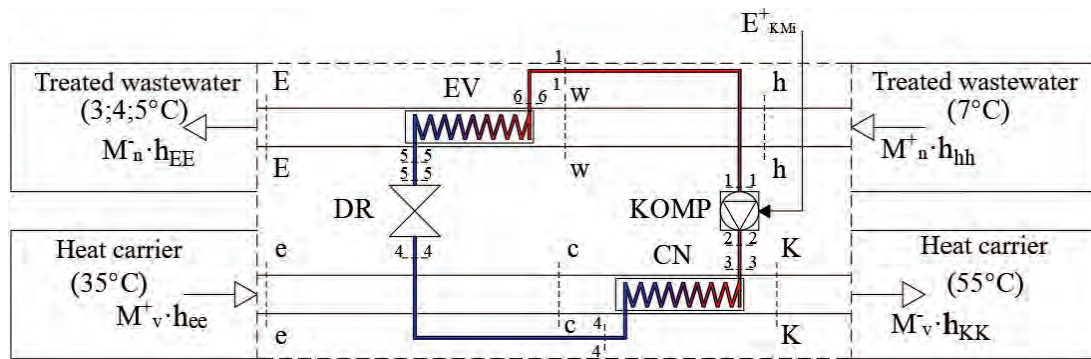 E⁺KMi
Treated wastewater
(3;4;5°C)
M⁻n·hEE
E
EV
1
1
w
h
6 6
Treated wastewater
(7°C)
M⁺n·hhh
E
5 5
5 5
w
h
DR
1 1
KOMP
Heat carrier
(35°C)
M⁺v·hee
e
4 4
c
2 2
CN
3 3
K
Heat carrier
(55°C)
M⁻v·hKK
e
c
4
4
K